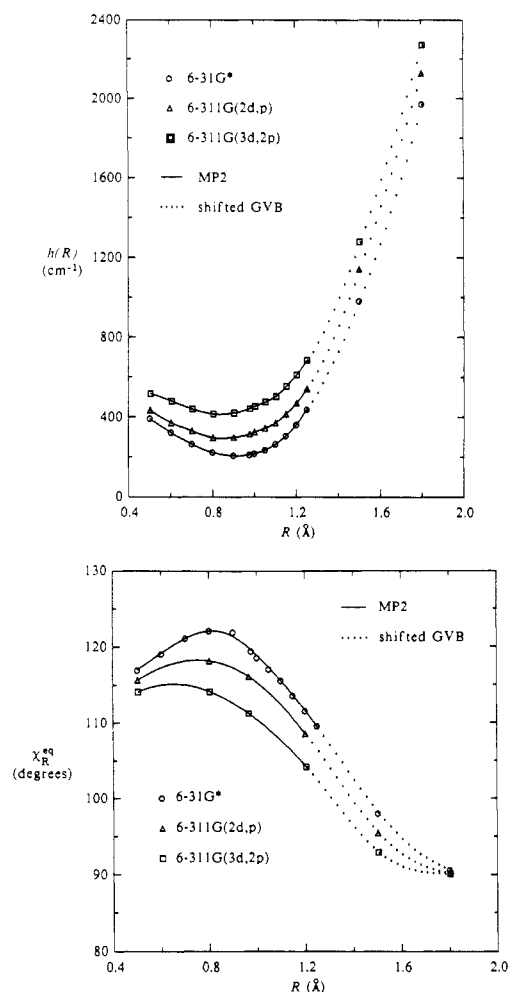 2400
2000
1600
1200
800
400
0
h(R)
(cm⁻¹)
6-31G*
6-311G(2d,p)
6-311G(3d,2p)
MP2
shifted GVB
0.4 0.8 1.2 1.6 2.0
R (Å)
130
120
110
100
90
80
χ_R^eq
(degrees)
MP2
shifted GVB
6-31G*
6-311G(2d,p)
6-311G(3d,2p)
0.4 0.8 1.2 1.6 2.0
R (Å)